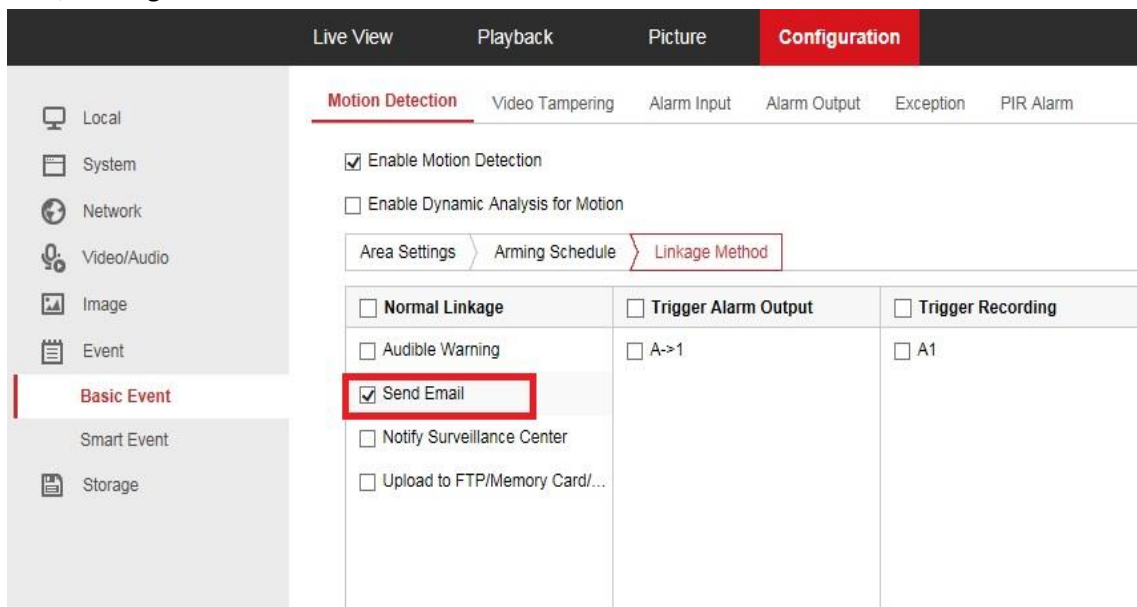 Live View Playback Picture Configuration
Motion Detection Video Tampering Alarm Input Alarm Output Exception PIR Alarm
Local
System
Network
Video/Audio
Image
Event
Basic Event
Smart Event
Storage
Enable Motion Detection
Enable Dynamic Analysis for Motion
Area Settings Arming Schedule Linkage Method
Normal Linkage Trigger Alarm Output Trigger Recording
Audible Warning A->1 A1
Send Email
Notify Surveillance Center
Upload to FTP/Memory Card/...